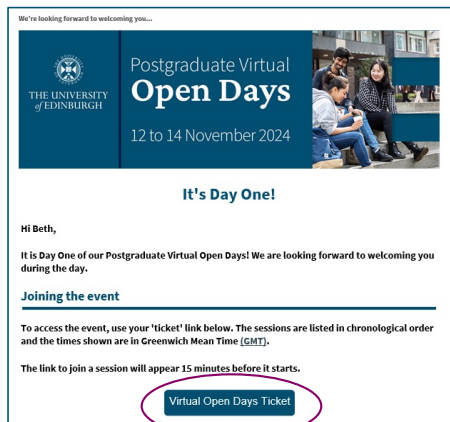 We're looking forward to welcoming you...
Postgraduate Virtual
Open Days
THE UNIVERSITY
of EDINBURGH
12 to 14 November 2024
It's Day One!
Hi Beth,
It is Day One of our Postgraduate Virtual Open Days! We are looking forward to welcoming you
during the day.
Joining the event
To access the event, use your 'ticket' link below. The sessions are listed in chronological order
and the times shown are in Greenwich Mean Time (GMT).
The link to join a session will appear 15 minutes before it starts.
Virtual Open Days Ticket